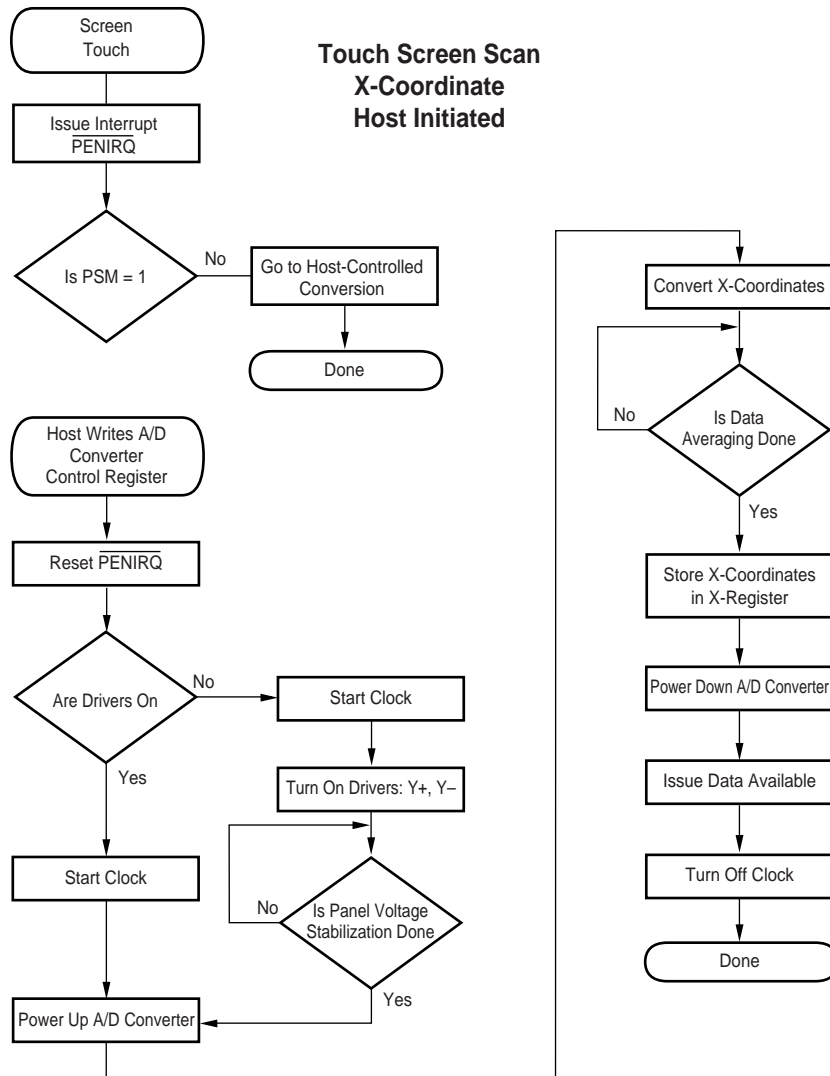 Touch Screen Scan
X-Coordinate
Host Initiated
Screen
Touch
Issue Interrupt
PENIRQ
Is PSM = 1
No
Go to Host-Controlled
Conversion
Done
Host Writes A/D
Converter
Control Register
Reset PENIRQ
Are Drivers On
No
Start Clock
Turn On Drivers: Y+, Y–
Yes
Start Clock
No
Is Panel Voltage
Stabilization Done
Yes
Power Up A/D Converter
Convert X-Coordinates
No
Is Data
Averaging Done
Yes
Store X-Coordinates
in X-Register
Power Down A/D Converter
Issue Data Available
Turn Off Clock
Done